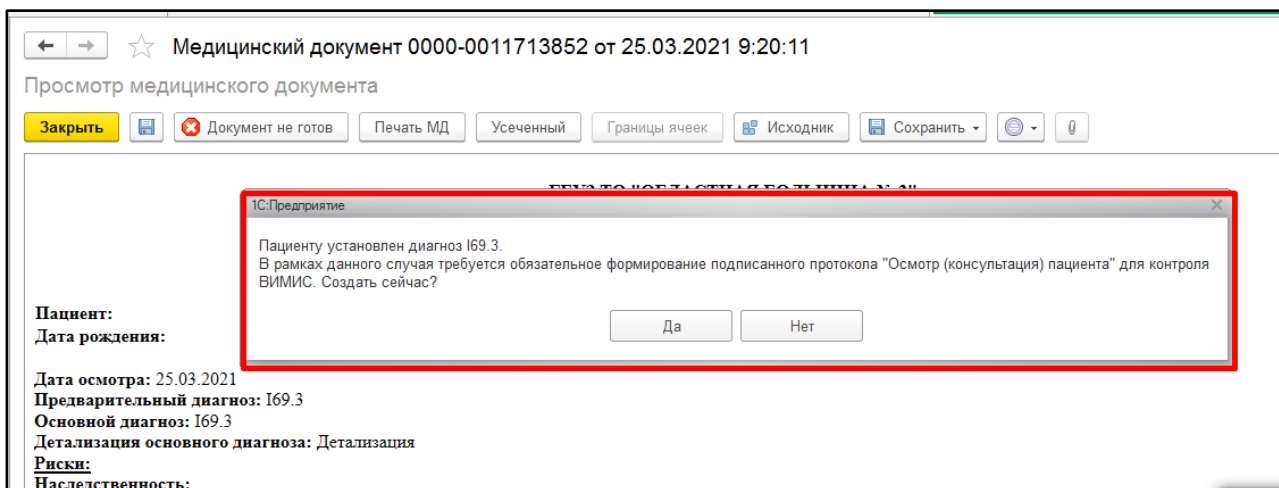 Медицинский документ 0000-0011713852 от 25.03.2021 9:20:11
Просмотр медицинского документа
Закрыть Документ не готов Печать МД Усеченный Границы ячеек Исходник Сохранить
1С:Предприятие
Пациенту установлен диагноз I69.3.
В рамках данного случая требуется обязательное формирование подписанного протокола "Осмотр (консультация) пациента" для контроля
ВИМИС. Создать сейчас?
Да Нет
Пациент:
Дата рождения:
Дата осмотра: 25.03.2021
Предварительный диагноз: I69.3
Основной диагноз: I69.3
Детализация основного диагноза: Детализация
Риски:
Наследственность: